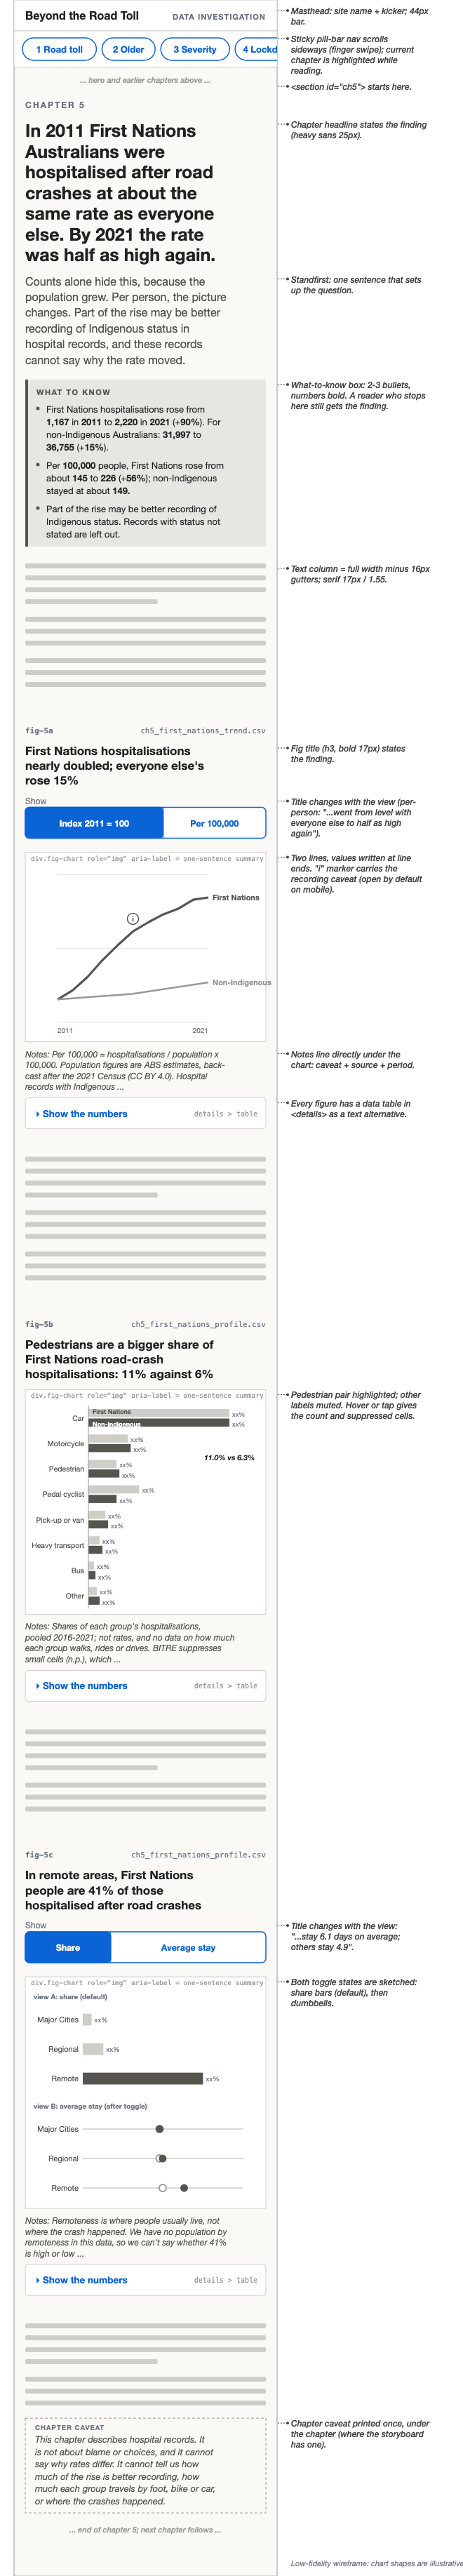 Beyond the Road Toll
DATA INVESTIGATION
Masthead: site name + kicker; 44px
bar.
1 Road toll
2 Older
3 Severity
4 Lockd
Sticky pill-bar nav scrolls
sideways (finger swipe); current
chapter is highlighted while
reading.
... hero and earlier chapters above ...
<section id="ch5"> starts here.
CHAPTER 5
In 2011 First Nations
Australians were
hospitalised after road
crashes at about the
same rate as everyone
else. By 2021 the rate
was half as high again.
Chapter headline states the finding
(heavy sans 25px).
Counts alone hide this, because the
population grew. Per person, the picture
changes. Part of the rise may be better
recording of Indigenous status in
hospital records, and these records
cannot say why the rate moved.
Standfirst: one sentence that sets
up the question.
WHAT TO KNOW
First Nations hospitalisations rose from
1,167 in 2011 to 2,220 in 2021 (+90%). For
non-Indigenous Australians: 31,997 to
36,755 (+15%).
Per 100,000 people, First Nations rose from
about 145 to 226 (+56%); non-Indigenous
stayed at about 149.
Part of the rise may be better recording of
Indigenous status. Records with status not
stated are left out.
What-to-know box: 2-3 bullets,
numbers bold. A reader who stops
here still gets the finding.
Text column = full width minus 16px
gutters; serif 17px / 1.55.
fig-5a
ch5_first_nations_trend.csv
First Nations hospitalisations
nearly doubled; everyone else's
rose 15%
Fig title (h3, bold 17px) states
the finding.
Show
Index 2011 = 100
Per 100,000
Title changes with the view (per-
person: "...went from level with
everyone else to half as high
again").
div.fig-chart role="img" aria-label = one-sentence summary
First Nations
i
Non-Indigenous
2011
2021
Two lines, values written at line
ends. "i" marker carries the
recording caveat (open by default
on mobile).
Notes: Per 100,000 = hospitalisations / population x
100,000. Population figures are ABS estimates, back-
cast after the 2021 Census (CC BY 4.0). Hospital
records with Indigenous ...
Notes line directly under the
chart: caveat + source + period.
Show the numbers
details > table
Every figure has a data table in
<details> as a text alternative.
fig-5b
ch5_first_nations_profile.csv
Pedestrians are a bigger share of
First Nations road-crash
hospitalisations: 11% against 6%
div.fig-chart role="img" aria-label = one-sentence summary
Pedestrian pair highlighted; other
labels muted. Hover or tap gives
the count and suppressed cells.
Car
First Nations
xx%
Non-Indigenous
xx%
Motorcycle
xx%
xx%
Pedestrian
xx%
xx%
11.0% vs 6.3%
Pedal cyclist
xx%
xx%
Pick-up or van
xx%
xx%
Heavy transport
xx%
xx%
Bus
xx%
xx%
Other
xx%
xx%
Notes: Shares of each group's hospitalisations,
pooled 2016-2021; not rates, and no data on how much
each group walks, rides or drives. BITRE suppresses
small cells (n.p.), which ...
Show the numbers
details > table
fig-5c
ch5_first_nations_profile.csv
In remote areas, First Nations
people are 41% of those
hospitalised after road crashes
Show
Share
Average stay
Title changes with the view:
"...stay 6.1 days on average;
others stay 4.9".
div.fig-chart role="img" aria-label = one-sentence summary
Both toggle states are sketched:
share bars (default), then
dumbbells.
view A: share (default)
Major Cities
xx%
Regional
xx%
Remote
xx%
view B: average stay (after toggle)
Major Cities
Regional
Remote
Notes: Remoteness is where people usually live, not
where the crash happened. We have no population by
remoteness in this data, so we can't say whether 41%
is high or low ...
Show the numbers
details > table
CHAPTER CAVEAT
This chapter describes hospital records. It
is not about blame or choices, and it cannot
say why rates differ. It cannot tell us how
much of the rise is better recording, how
much each group travels by foot, bike or car,
or where the crashes happened.
Chapter caveat printed once, under
the chapter (where the storyboard
has one).
... end of chapter 5; next chapter follows ...
Low-fidelity wireframe: chart shapes are illustrative